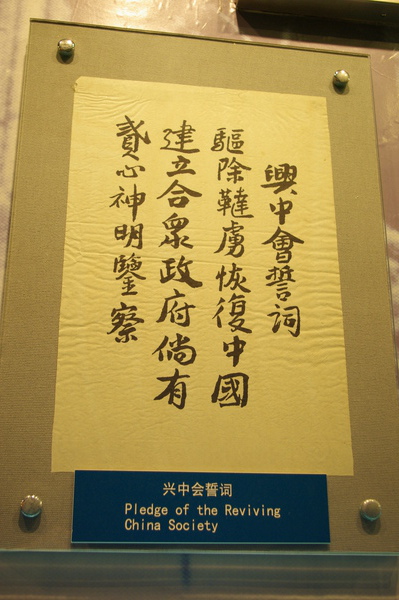 興中會誓詞
驅除韃虜恢復中國
建立合衆政府倘有
貳心神明鑒察
兴中会誓词
Pledge of the Reviving
China Society